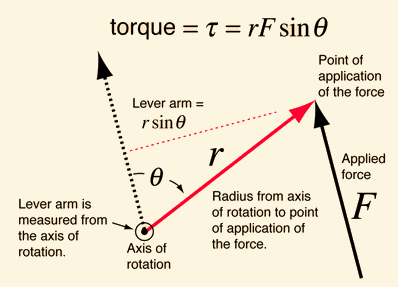 torque = τ = rF sin θ
Point of
application
of the force
Lever arm =
r sin θ
r
Applied
force
F
θ
Lever arm is
measured from
the axis of
rotation.
Radius from axis
of rotation to point
of application of
the force.
Axis of
rotation